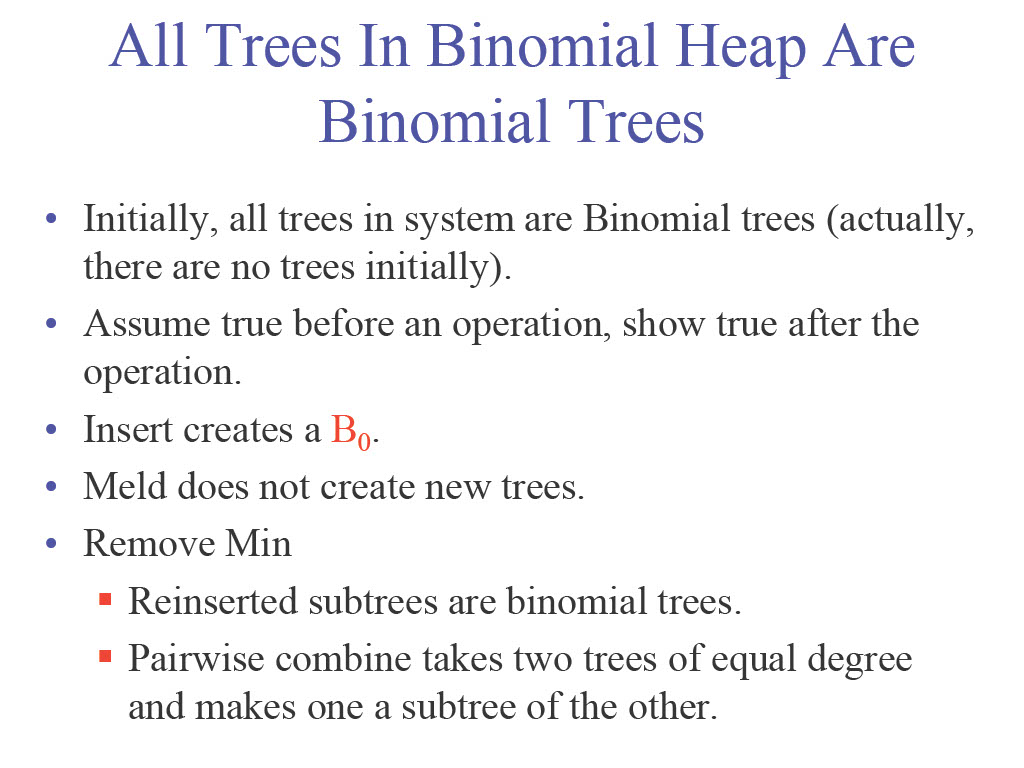 All Trees In Binomial Heap Are
Binomial Trees
• Initially, all trees in system are Binomial trees (actually,
there are no trees initially).
• Assume true before an operation, show true after the
operation.
• Insert creates a B₀.
• Meld does not create new trees.
• Remove Min
▪ Reinserted subtrees are binomial trees.
▪ Pairwise combine takes two trees of equal degree
and makes one a subtree of the other.